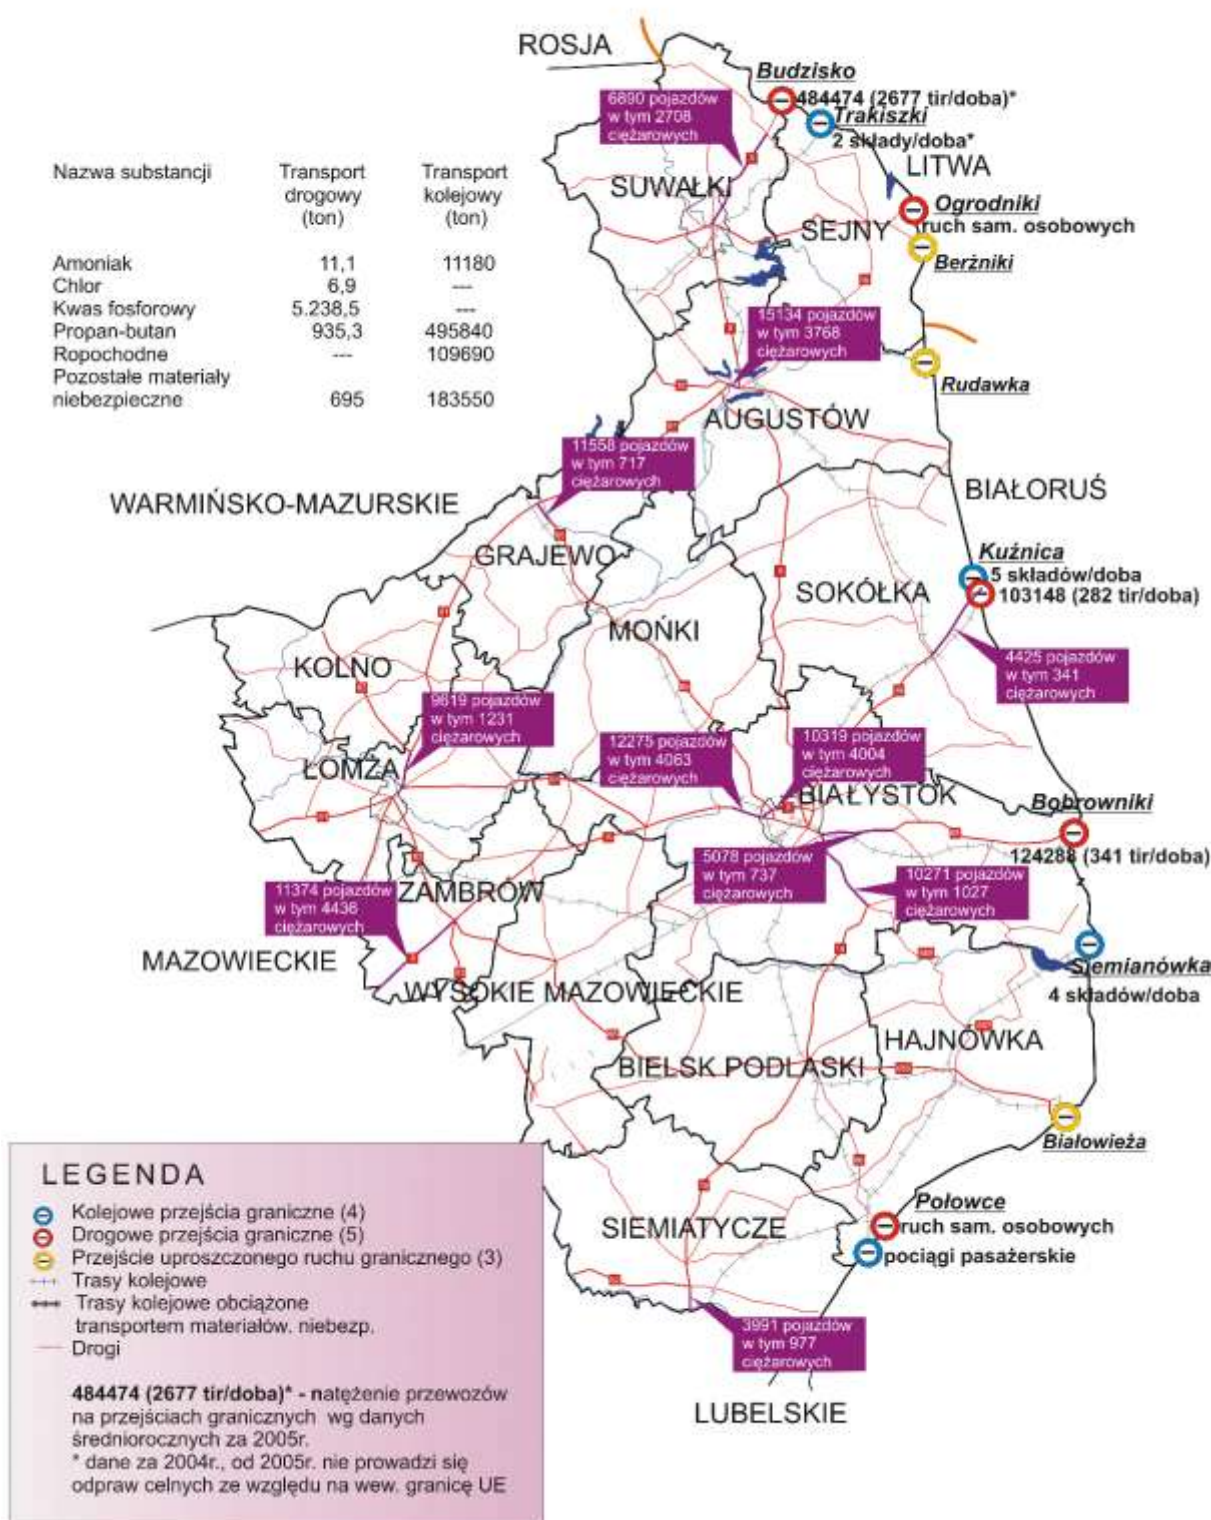 ROSJA
Budzisko
484474 (2677 tir/doba)*
6890 pojazdów
w tym 2708
ciężarowych
Trakiszki
2 składy/doba*
LITWA
Nazwa substancji Transport drogowy (ton) Transport kolejowy (ton)
Amoniak 11,1 11180
Chlor 6,9 ---
Kwas fosforowy 5.238,5 ---
Propan-butan 935,3 495840
Ropochodne --- 109690
Pozostałe materiały
niebezpieczne 695 183550
SUWAŁKI
SEJNY
Ogrodniki
ruch sam. osobowych
Berżniki
15134 pojazdów
w tym 3768
ciężarowych
Rudawka
AUGUSTÓW
11558 pojazdów
w tym 717
ciężarowych
WARMIŃSKO-MAZURSKIE
BIAŁORUŚ
GRAJEWO
Kuźnica
5 składów/doba
103148 (282 tir/doba)
SOKÓŁKA
MOŃKI
KOLNO
4425 pojazdów
w tym 341
ciężarowych
9619 pojazdów
w tym 1231
ciężarowych
12275 pojazdów
w tym 4063
ciężarowych
10319 pojazdów
w tym 4004
ciężarowych
ŁOMŻA
BIAŁYSTOK
Bobrowniki
124288 (341 tir/doba)
5078 pojazdów
w tym 737
ciężarowych
10271 pojazdów
w tym 1027
ciężarowych
11374 pojazdów
w tym 4436
ciężarowych
ZAMBRÓW
MAZOWIECKIE
WYSOKIE MAZOWIECKIE
Siemianówka
4 składów/doba
HAJNÓWKA
BIELSK PODLASKI
Białowieża
SIEMIATYCZE
Połowce
ruch sam. osobowych
pociągi pasażerskie
3991 pojazdów
w tym 977
ciężarowych
LUBELSKIE
LEGENDA
Kolejowe przejścia graniczne (4)
Drogowe przejścia graniczne (5)
Przejście uproszczonego ruchu granicznego (3)
Trasy kolejowe
Trasy kolejowe obciążone
transportem materiałów. niebezp.
Drogi
484474 (2677 tir/doba)* - natężenie przewozów
na przejściach granicznych wg danych
średniorocznych za 2005r.
* dane za 2004r., od 2005r. nie prowadzi się
odpraw celnych ze względu na wew. granicę UE